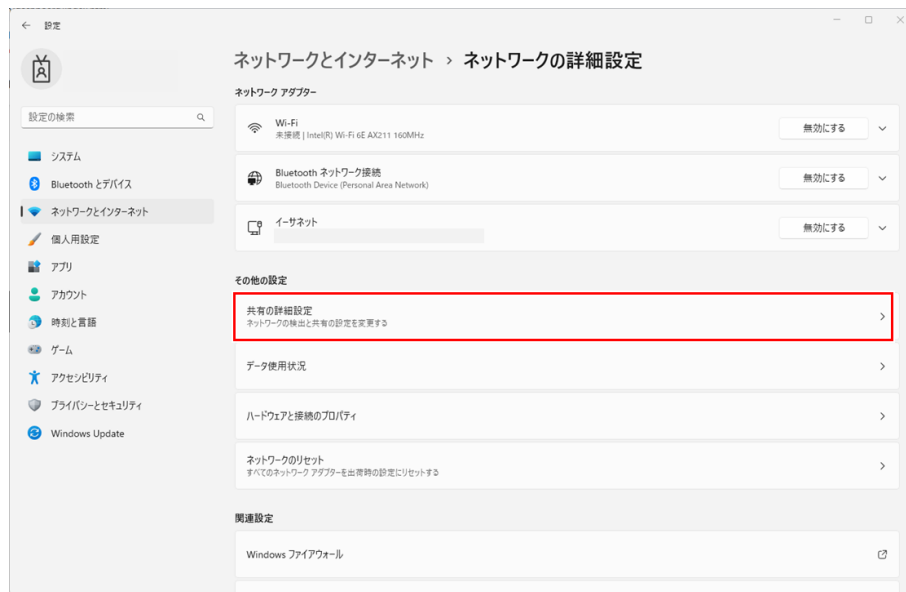 設定
ネットワークとインターネット › ネットワークの詳細設定
設定の検索
システム
Bluetooth とデバイス
ネットワークとインターネット
個人用設定
アプリ
アカウント
時刻と言語
ゲーム
アクセシビリティ
プライバシーとセキュリティ
Windows Update
ネットワーク アダプター
Wi-Fi
未接続 | Intel(R) Wi-Fi 6E AX211 160MHz
無効にする
Bluetooth ネットワーク接続
Bluetooth Device (Personal Area Network)
無効にする
イーサネット
無効にする
その他の設定
共有の詳細設定
ネットワークの検出と共有の設定を変更する
データ使用状況
ハードウェアと接続のプロパティ
ネットワークのリセット
すべてのネットワーク アダプターを出荷時の設定にリセットする
関連設定
Windows ファイアウォール